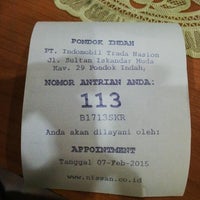 PONDOK INDAH
PT. Indomobil Trada Nasion
Jl. Sultan Iskandar Muda
Kav. 29 Pondok Indah,
NOMOR ANTRIAN ANDA:
113
B1713SKR
Anda akan dilayani oleh:
APPOINTMENT
Tanggal 07-Feb-2015
www.nissan.co.id